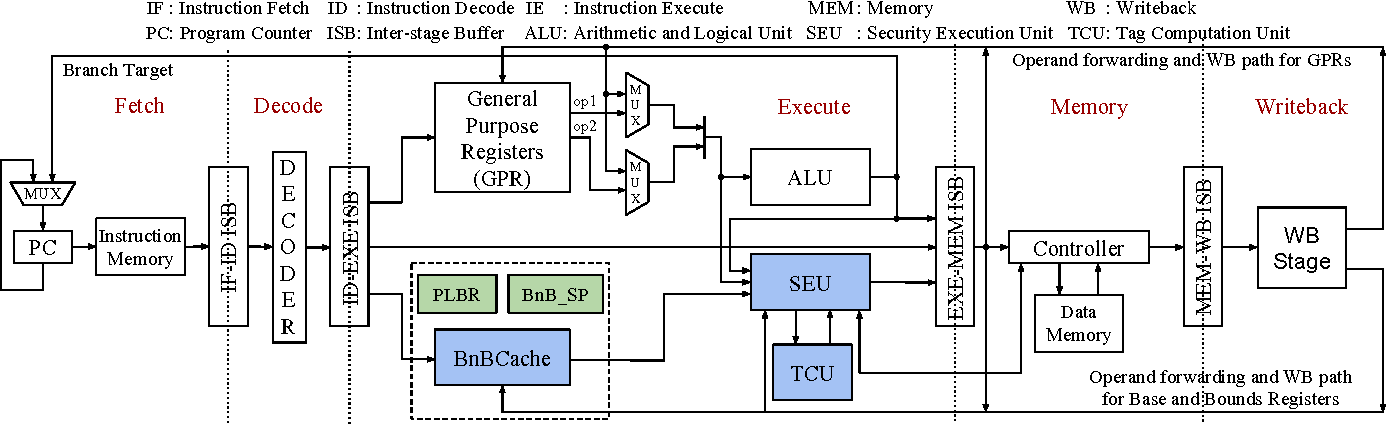 IF : Instruction Fetch ID : Instruction Decode IE : Instruction Execute MEM : Memory WB : Writeback
PC: Program Counter ISB: Inter-stage Buffer ALU: Arithmetic and Logical Unit SEU : Security Execution Unit TCU: Tag Computation Unit
Branch Target
Operand forwarding and WB path for GPRs
Fetch
Decode
Execute
Memory
Writeback
MUX
PC
Instruction
Memory
IF-ID ISB
DECODER
ID-EXE ISB
General
Purpose
Registers
(GPR)
op1
op2
MUX
MUX
ALU
PLBR
BnB_SP
BnBCache
SEU
TCU
EXE-MEM ISB
Controller
Data
Memory
MEM-WB ISB
WB
Stage
Operand forwarding and WB path
for Base and Bounds Registers